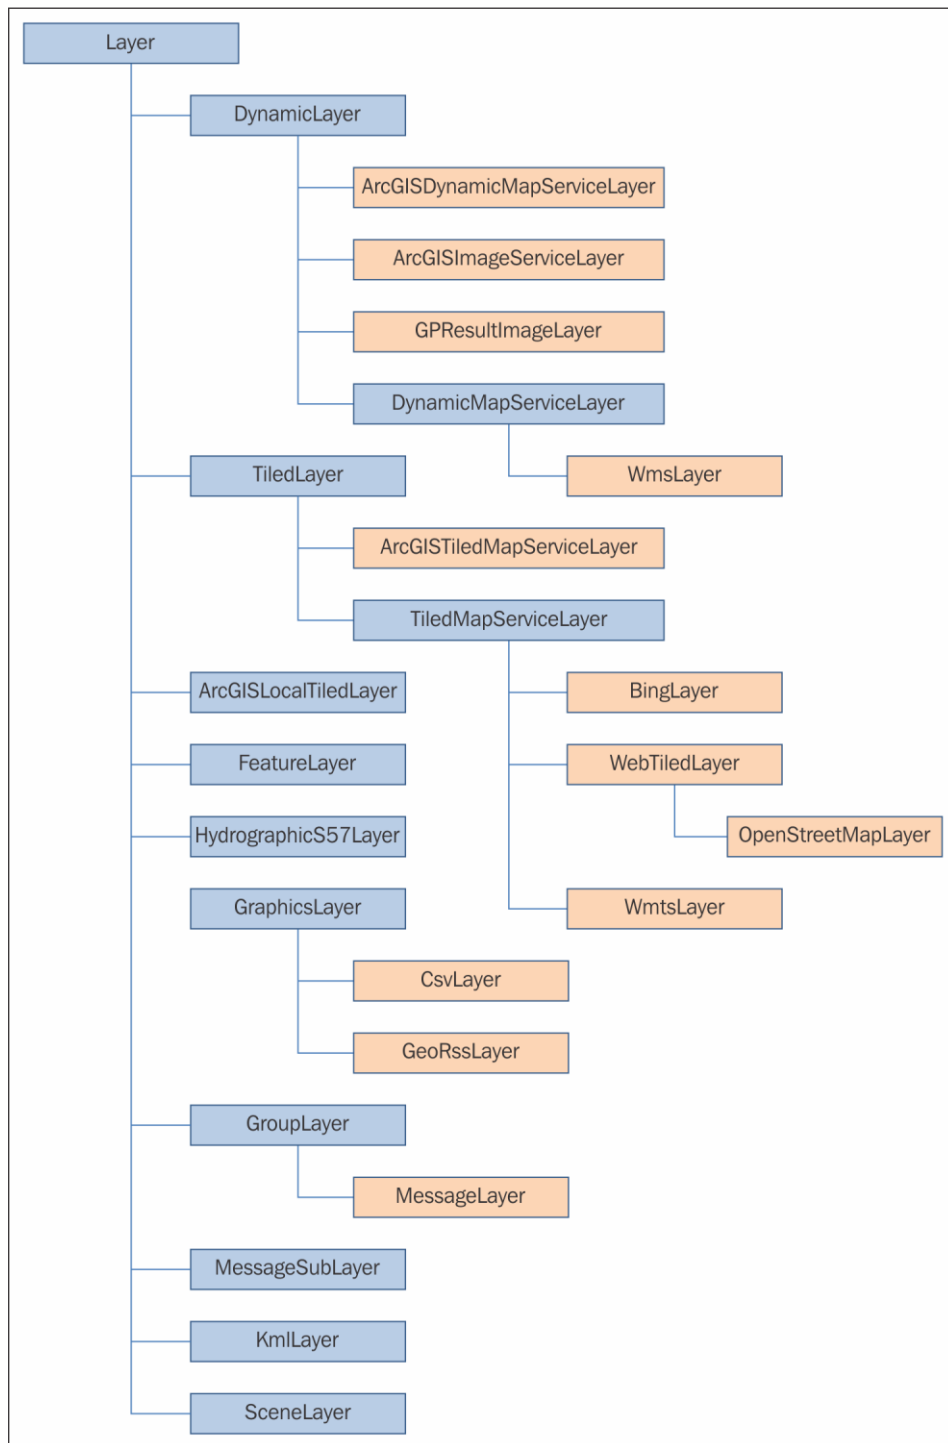 Layer
DynamicLayer
ArcGISDynamicMapServiceLayer
ArcGISImageServiceLayer
GPResultImageLayer
DynamicMapServiceLayer
TiledLayer
WmsLayer
ArcGISTiledMapServiceLayer
TiledMapServiceLayer
ArcGISLocalTiledLayer
BingLayer
FeatureLayer
WebTiledLayer
HydrographicS57Layer
OpenStreetMapLayer
GraphicsLayer
WmtsLayer
CsvLayer
GeoRssLayer
GroupLayer
MessageLayer
MessageSubLayer
KmlLayer
SceneLayer